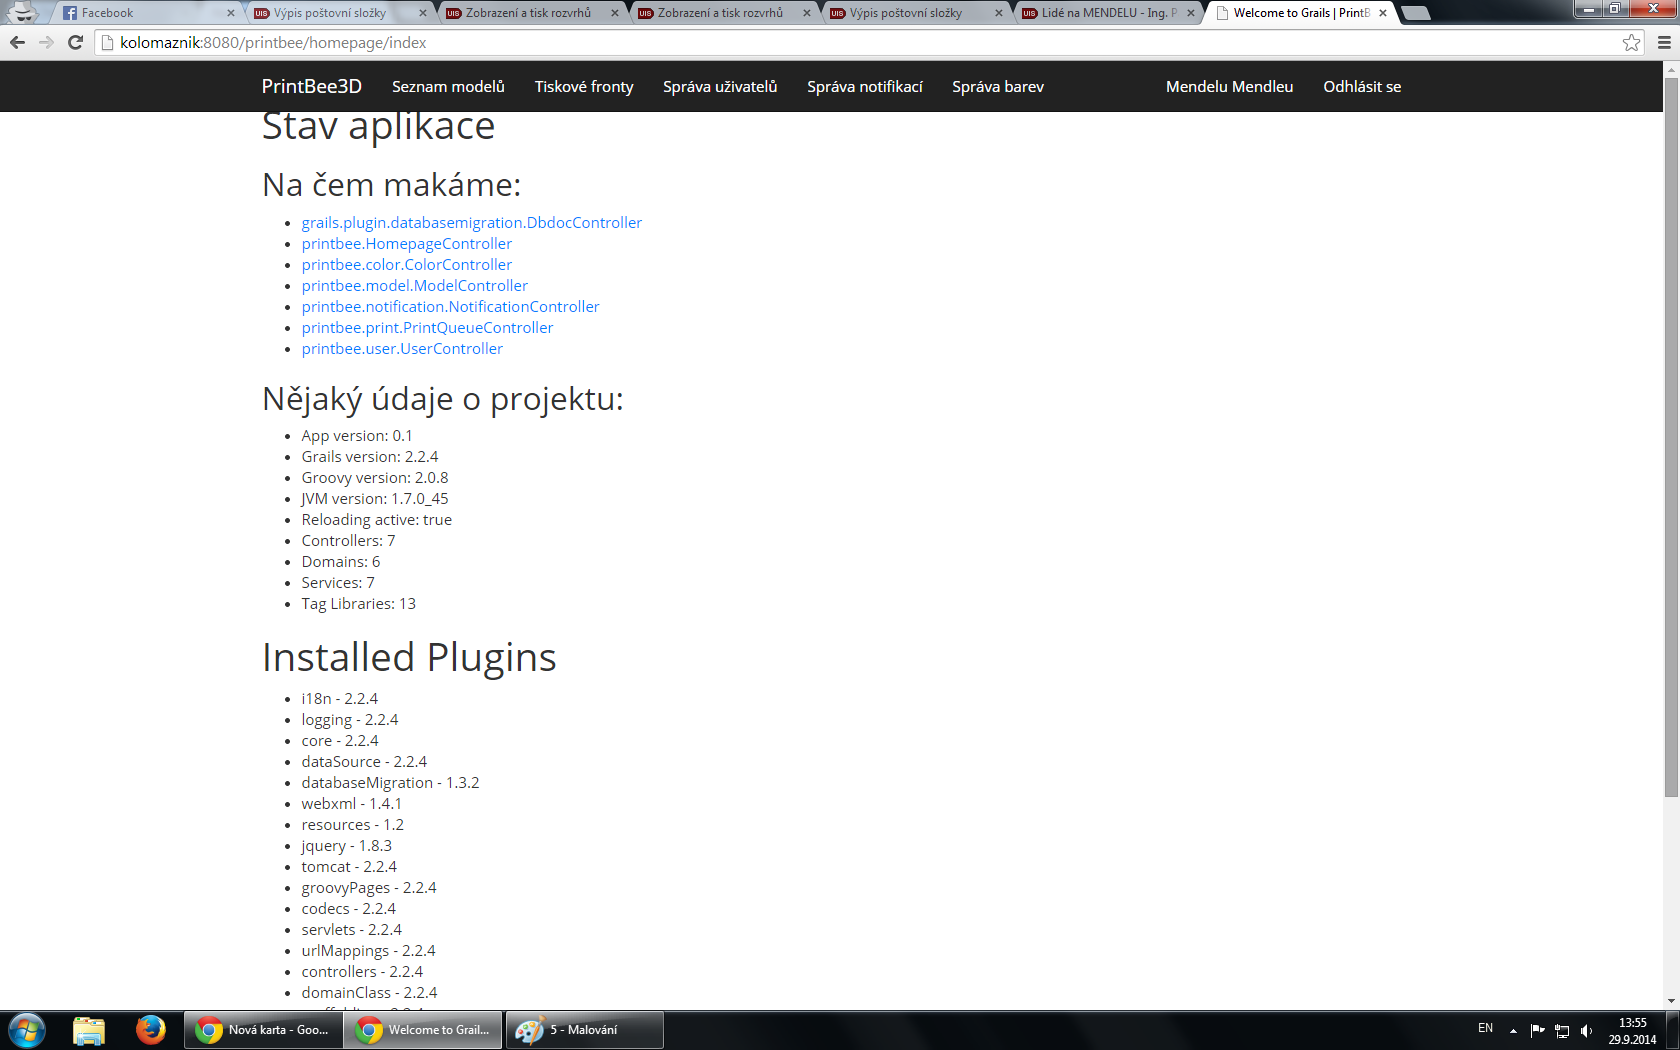 Facebook
Výpis poštovní složky
Zobrazení a tisk rozvrhů
Zobrazení a tisk rozvrhů
Výpis poštovní složky
Lidé na MENDELU - Ing. P
Welcome to Grails | PrintB
kolomaznik:8080/printbee/homepage/index
PrintBee3D Seznam modelů Tiskové fronty Správa uživatelů Správa notifikací Správa barev Mendelu Mendleu Odhlásit se
Stav aplikace
Na čem makáme:
grails.plugin.databasemigration.DbdocController
printbee.HomepageController
printbee.color.ColorController
printbee.model.ModelController
printbee.notification.NotificationController
printbee.print.PrintQueueController
printbee.user.UserController
Nějaký údaje o projektu:
App version: 0.1
Grails version: 2.2.4
Groovy version: 2.0.8
JVM version: 1.7.0_45
Reloading active: true
Controllers: 7
Domains: 6
Services: 7
Tag Libraries: 13
Installed Plugins
i18n - 2.2.4
logging - 2.2.4
core - 2.2.4
dataSource - 2.2.4
databaseMigration - 1.3.2
webxml - 1.4.1
resources - 1.2
jquery - 1.8.3
tomcat - 2.2.4
groovyPages - 2.2.4
codecs - 2.2.4
servlets - 2.2.4
urlMappings - 2.2.4
controllers - 2.2.4
domainClass - 2.2.4
Nová karta - Goo...
Welcome to Grail...
5 - Malování
EN
13:55
29.9.2014